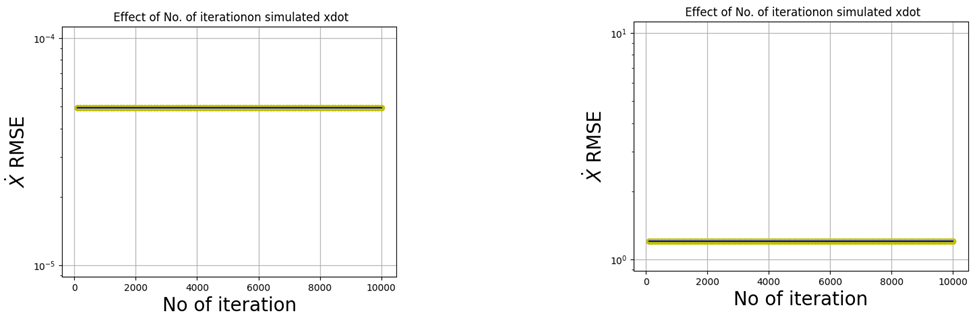 Effect of No. of iterationon simulated xdot
10⁻⁴
10⁻⁵
Ẋ RMSE
0 2000 4000 6000 8000 10000
No of iteration
Effect of No. of iterationon simulated xdot
10¹
10⁰
Ẋ RMSE
0 2000 4000 6000 8000 10000
No of iteration